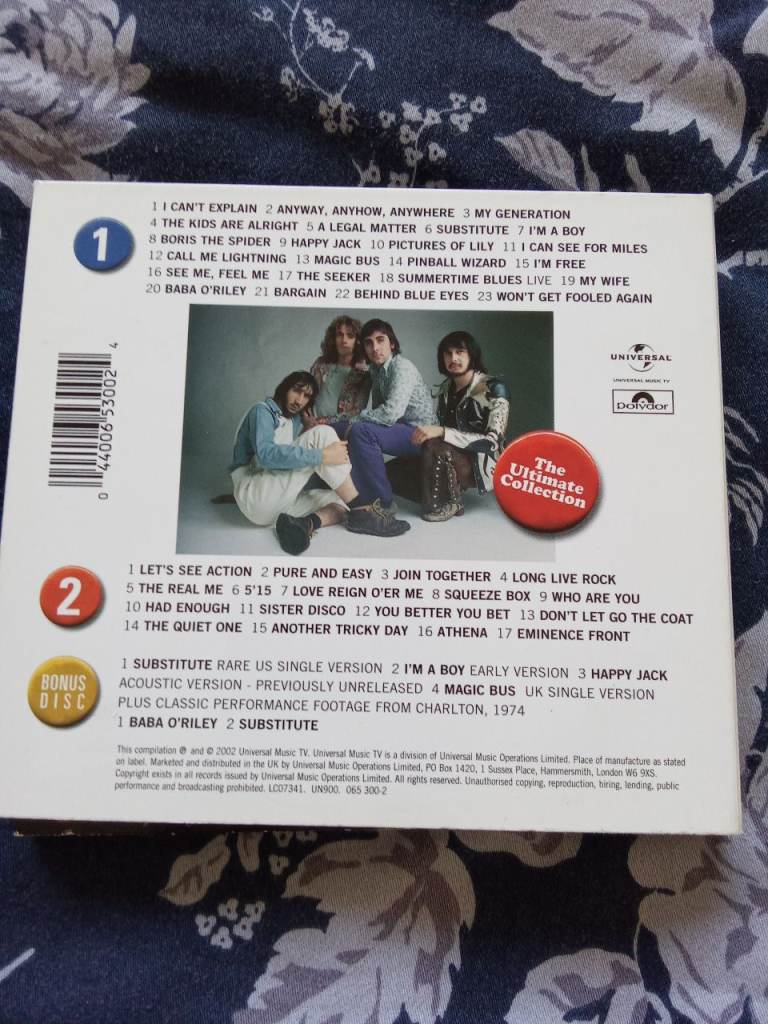 1
1 I CAN'T EXPLAIN 2 ANYWAY, ANYHOW, ANYWHERE 3 MY GENERATION
4 THE KIDS ARE ALRIGHT 5 A LEGAL MATTER 6 SUBSTITUTE 7 I'M A BOY
8 BORIS THE SPIDER 9 HAPPY JACK 10 PICTURES OF LILY 11 I CAN SEE FOR MILES
12 CALL ME LIGHTNING 13 MAGIC BUS 14 PINBALL WIZARD 15 I'M FREE
16 SEE ME, FEEL ME 17 THE SEEKER 18 SUMMERTIME BLUES LIVE 19 MY WIFE
20 BABA O'RILEY 21 BARGAIN 22 BEHIND BLUE EYES 23 WON'T GET FOOLED AGAIN
0 44006 53002 4
UNIVERSAL
UNIVERSAL MUSIC TV
polydor
The
Ultimate
Collection
2
1 LET'S SEE ACTION 2 PURE AND EASY 3 JOIN TOGETHER 4 LONG LIVE ROCK
5 THE REAL ME 6 5'15 7 LOVE REIGN O'ER ME 8 SQUEEZE BOX 9 WHO ARE YOU
10 HAD ENOUGH 11 SISTER DISCO 12 YOU BETTER YOU BET 13 DON'T LET GO THE COAT
14 THE QUIET ONE 15 ANOTHER TRICKY DAY 16 ATHENA 17 EMINENCE FRONT
BONUS
DISC
1 SUBSTITUTE RARE US SINGLE VERSION 2 I'M A BOY EARLY VERSION 3 HAPPY JACK
ACOUSTIC VERSION - PREVIOUSLY UNRELEASED 4 MAGIC BUS UK SINGLE VERSION
PLUS CLASSIC PERFORMANCE FOOTAGE FROM CHARLTON, 1974
1 BABA O'RILEY 2 SUBSTITUTE
This compilation ℗ and © 2002 Universal Music TV. Universal Music TV is a division of Universal Music Operations Limited. Place of manufacture as stated
on label. Marketed and distributed in the UK by Universal Music Operations Limited, PO Box 1420, 1 Sussex Place, Hammersmith, London W6 9XS.
Copyright exists in all records issued by Universal Music Operations Limited. All rights reserved. Unauthorised copying, reproduction, hiring, lending, public
performance and broadcasting prohibited. LC07341. UN900. 065 300-2